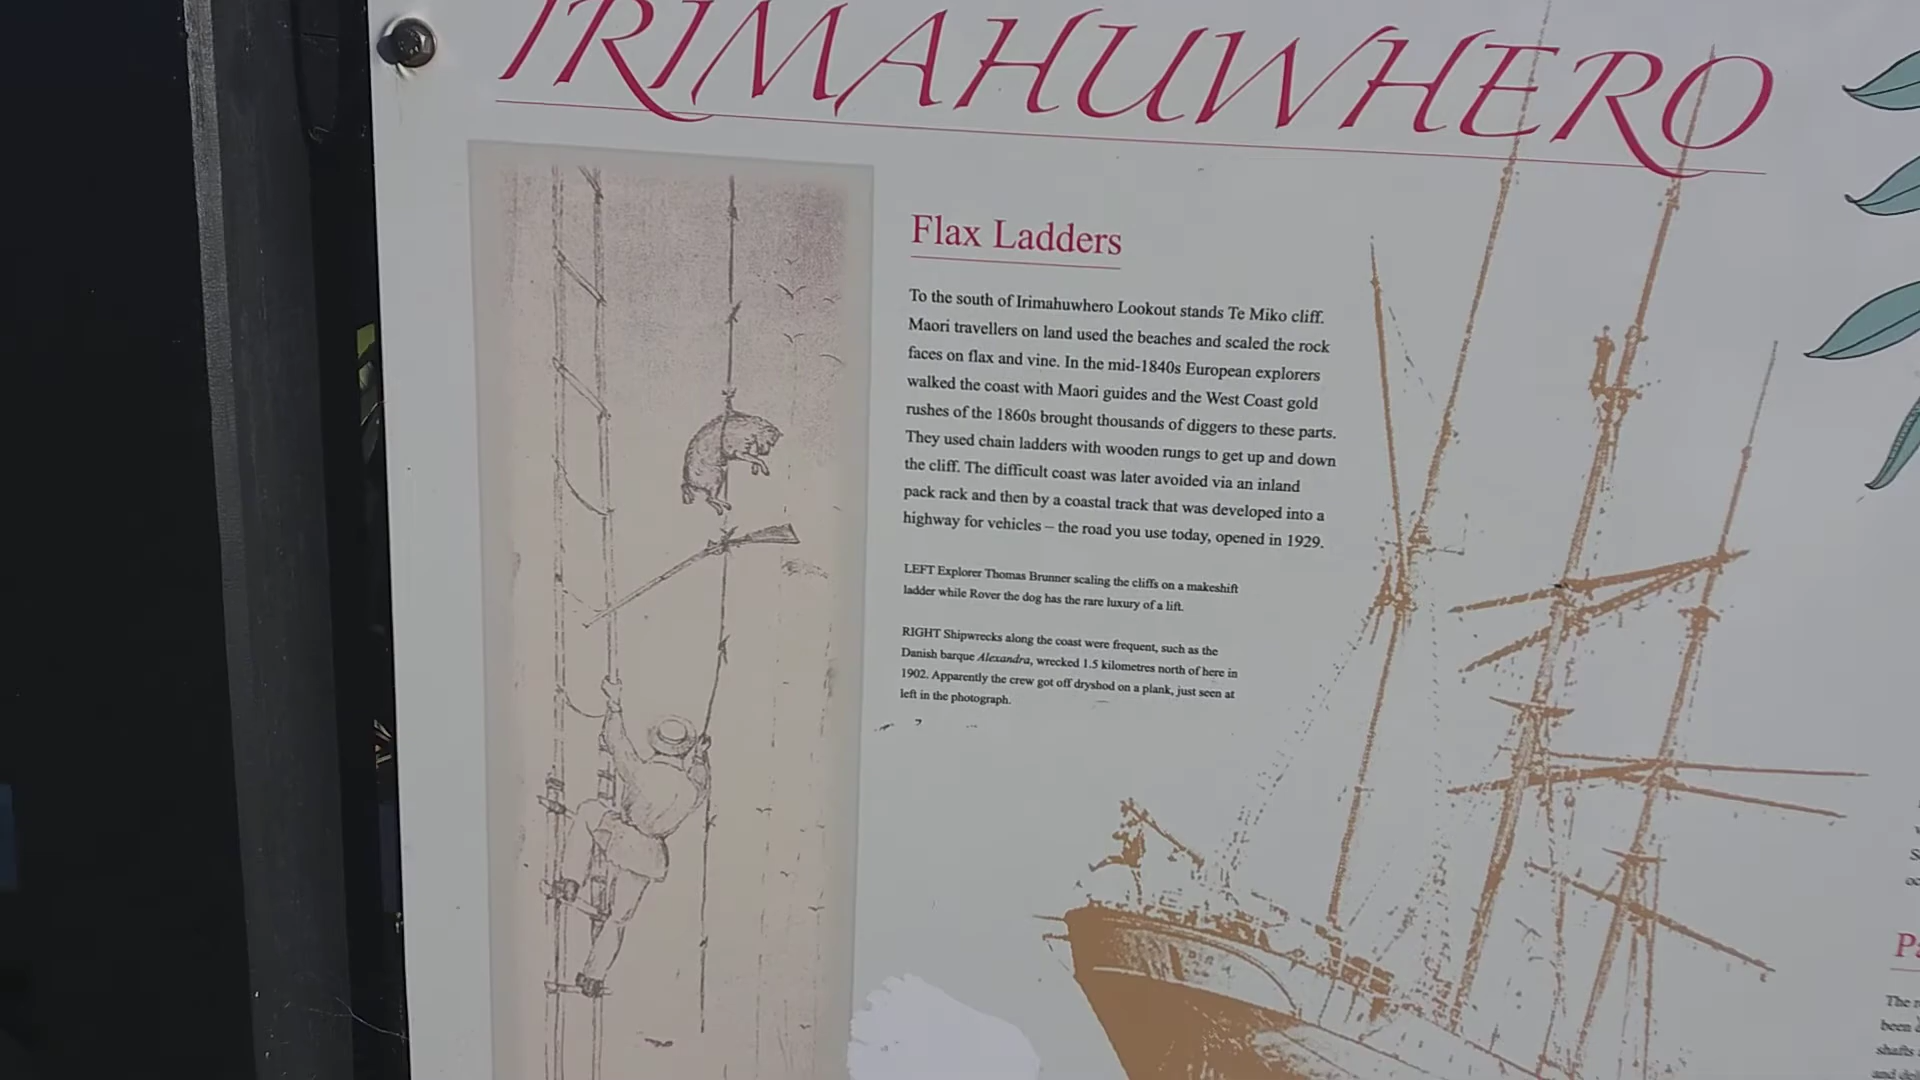 IRIMAHUWHERO
Flax Ladders
To the south of Irimahuwhero Lookout stands Te Miko cliff.
Maori travellers on land used the beaches and scaled the rock
faces on flax and vine. In the mid-1840s European explorers
walked the coast with Maori guides and the West Coast gold
rushes of the 1860s brought thousands of diggers to these parts.
They used chain ladders with wooden rungs to get up and down
the cliff. The difficult coast was later avoided via an inland
pack rack and then by a coastal track that was developed into a
highway for vehicles – the road you use today, opened in 1929.
LEFT Explorer Thomas Brunner scaling the cliffs on a makeshift
ladder while Rover the dog has the rare luxury of a lift.
RIGHT Shipwrecks along the coast were frequent, such as the
Danish barque Alexandra, wrecked 1.5 kilometres north of here in
1902. Apparently the crew got off dryshod on a plank, just seen at
left in the photograph.
been
shafts